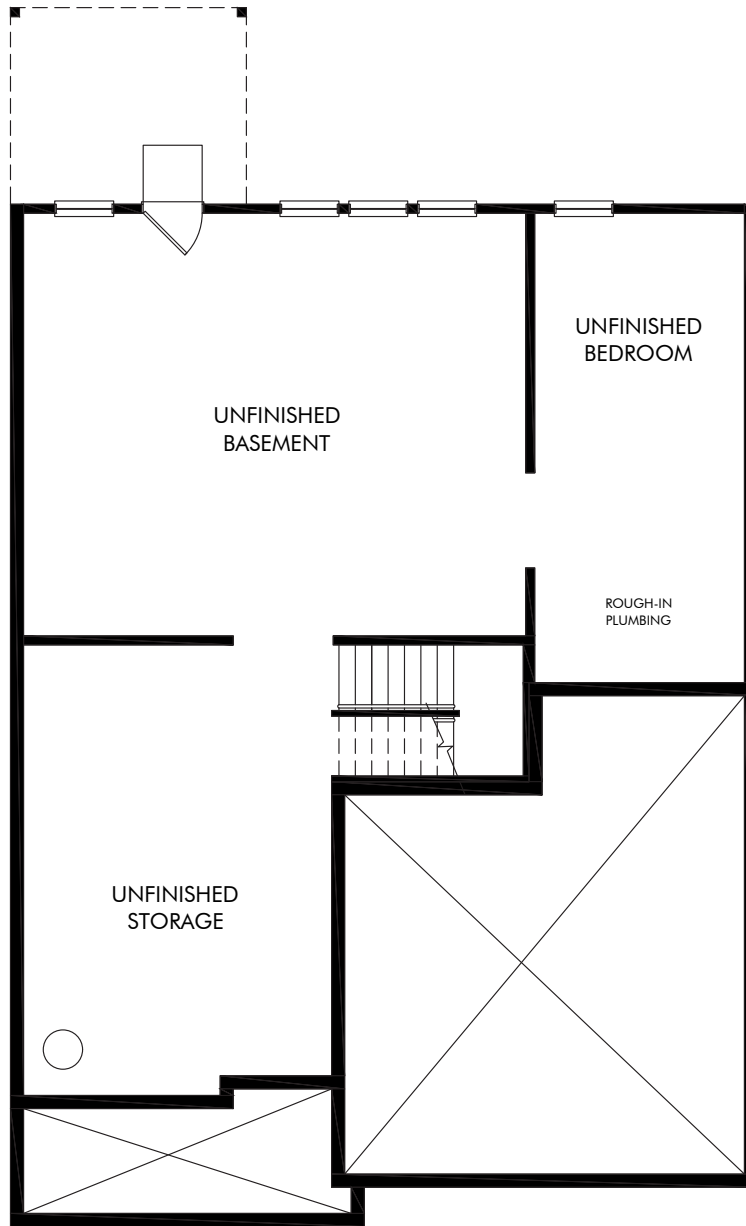 UNFINISHED
BEDROOM
UNFINISHED
BASEMENT
ROUGH-IN
PLUMBING
UNFINISHED
STORAGE